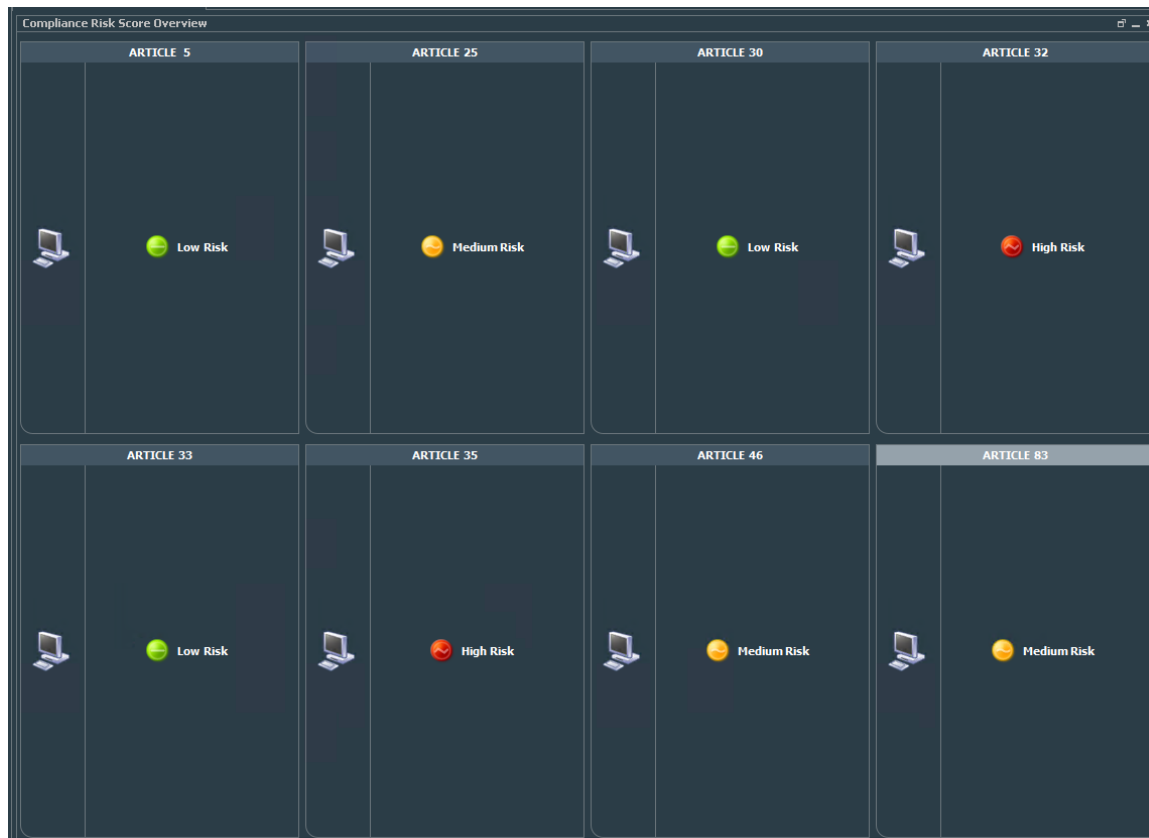 Compliance Risk Score Overview
ARTICLE 5
ARTICLE 25
ARTICLE 30
ARTICLE 32
Low Risk
Medium Risk
Low Risk
High Risk
ARTICLE 33
ARTICLE 35
ARTICLE 46
ARTICLE 83
Low Risk
High Risk
Medium Risk
Medium Risk